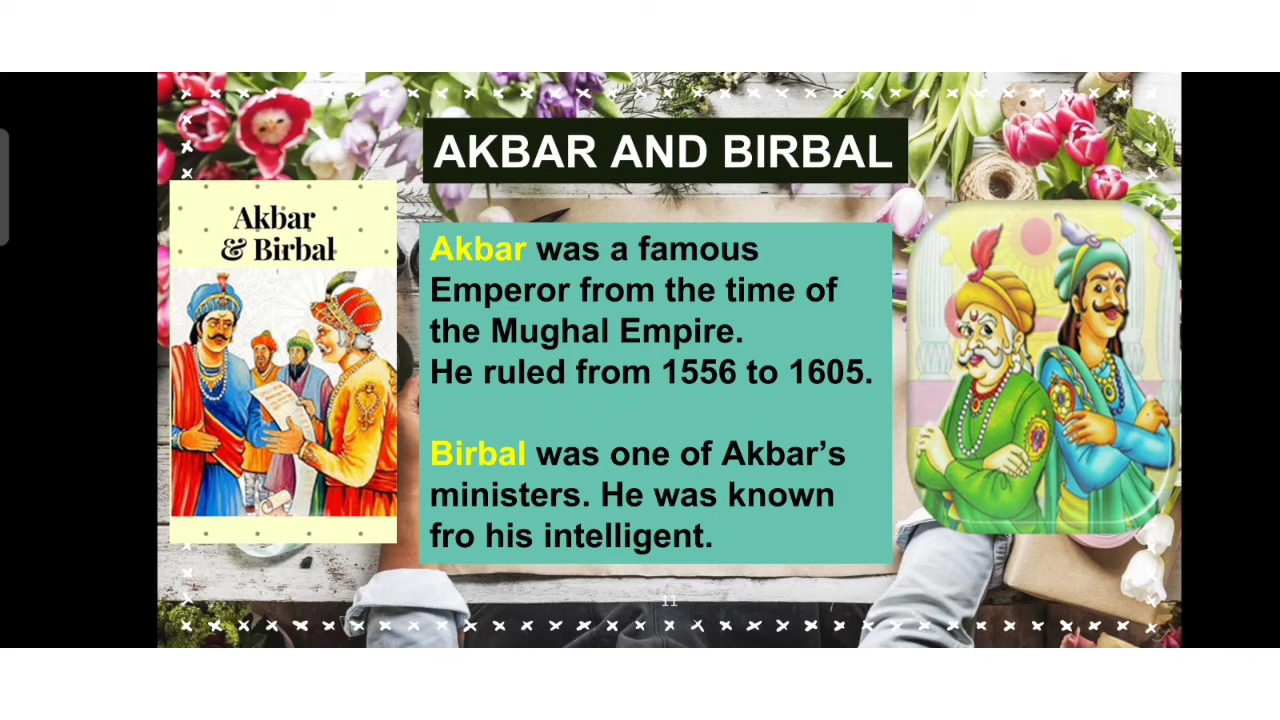 AKBAR AND BIRBAL
Akbar
& Birbal
Akbar was a famous
Emperor from the time of
the Mughal Empire.
He ruled from 1556 to 1605.
Birbal was one of Akbar’s
ministers. He was known
fro his intelligent.
11